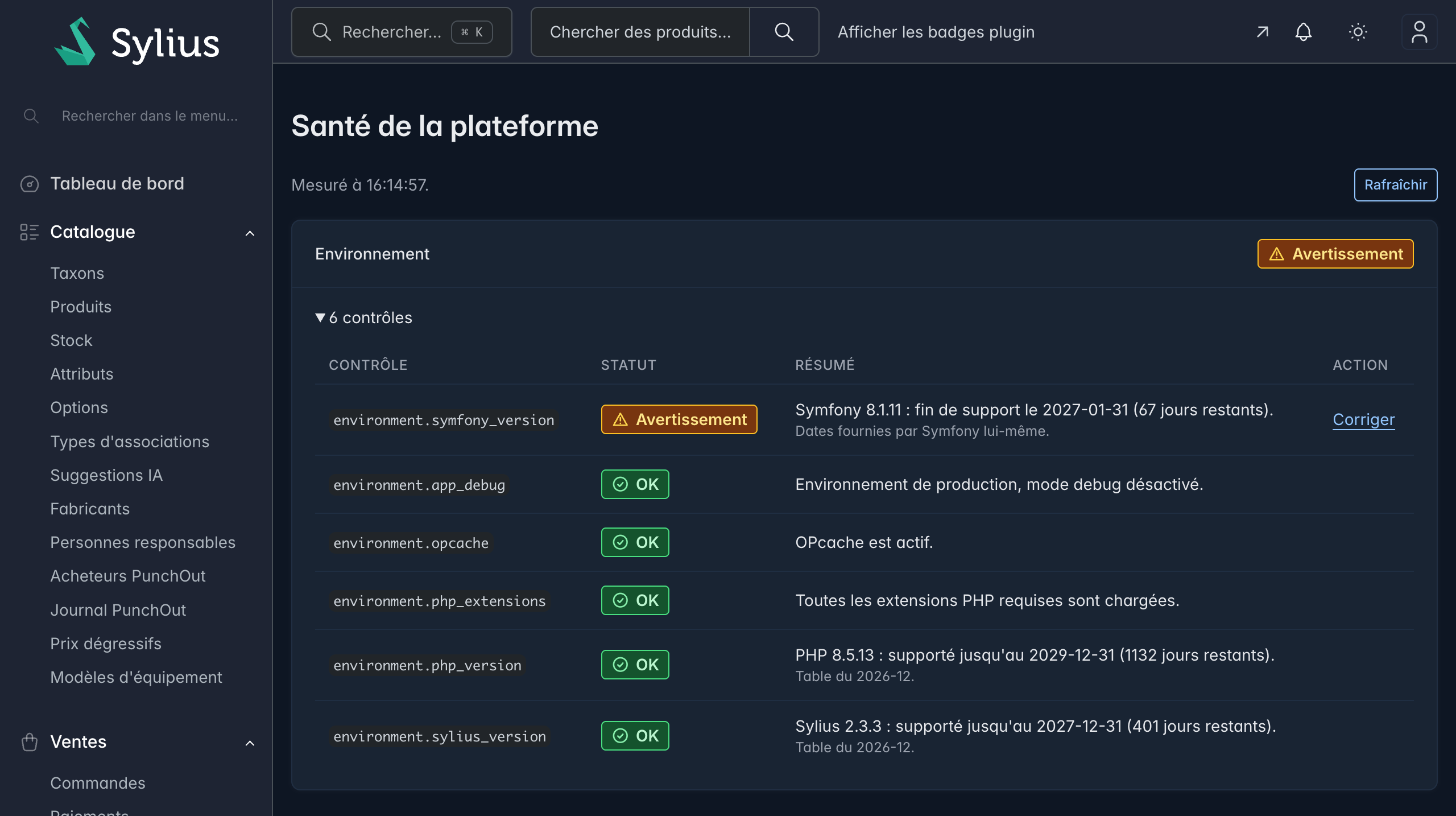 Sylius
Rechercher... ⌘ K
Chercher des produits...
Afficher les badges plugin
Rechercher dans le menu...
Tableau de bord
Catalogue
Taxons
Produits
Stock
Attributs
Options
Types d'associations
Suggestions IA
Fabricants
Personnes responsables
Acheteurs PunchOut
Journal PunchOut
Prix dégressifs
Modèles d'équipement
Ventes
Commandes
Paiements
Santé de la plateforme
Mesuré à 16:14:57.
Rafraîchir
Environnement
Avertissement
▼ 6 contrôles
CONTRÔLE STATUT RÉSUMÉ ACTION
environment.symfony_version Avertissement Symfony 8.1.11 : fin de support le 2027-01-31 (67 jours restants). Corriger
Dates fournies par Symfony lui-même.
environment.app_debug OK Environnement de production, mode debug désactivé.
environment.opcache OK OPcache est actif.
environment.php_extensions OK Toutes les extensions PHP requises sont chargées.
environment.php_version OK PHP 8.5.13 : supporté jusqu'au 2029-12-31 (1132 jours restants).
Table du 2026-12.
environment.sylius_version OK Sylius 2.3.3 : supporté jusqu'au 2027-12-31 (401 jours restants).
Table du 2026-12.